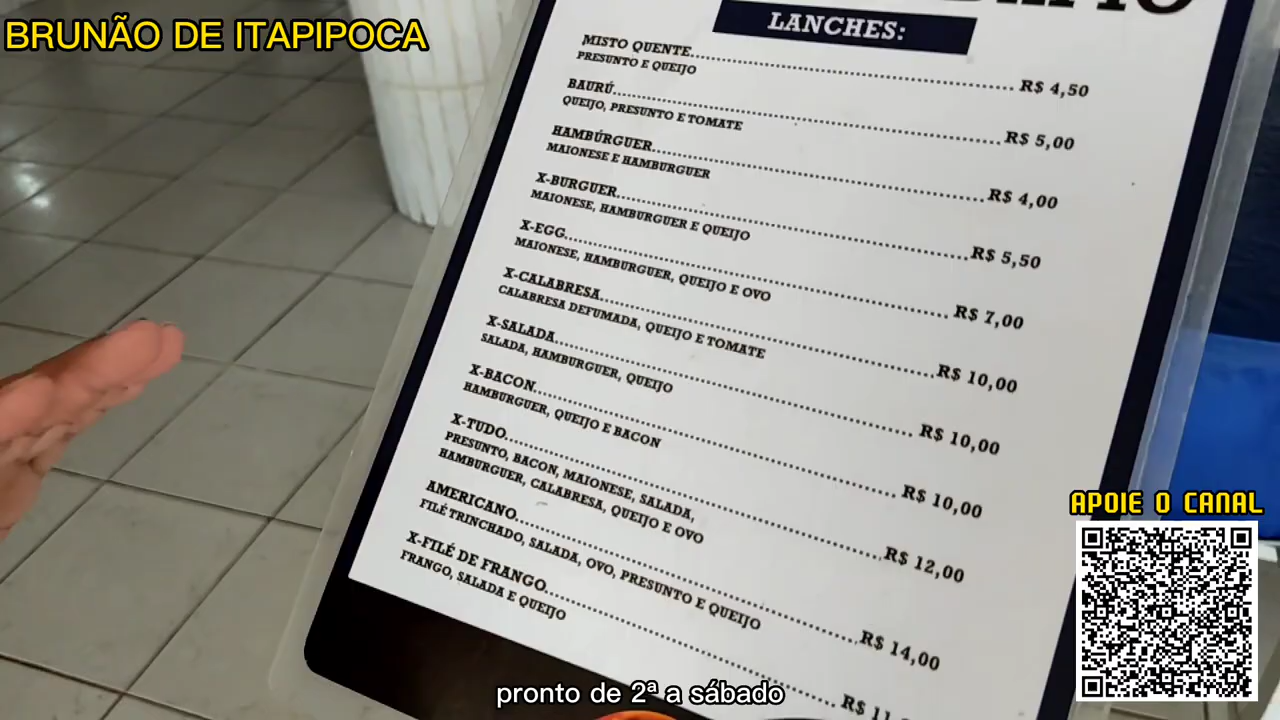 BRUNÃO DE ITAPIPOCA
LANCHES:
MISTO QUENTE R$ 4,50
PRESUNTO E QUEIJO
BAURÚ R$ 5,00
QUEIJO, PRESUNTO E TOMATE
HAMBÚRGUER R$ 4,00
MAIONESE E HAMBURGUER
X-BURGUER R$ 5,50
MAIONESE, HAMBURGUER E QUEIJO
X-EGG R$ 7,00
MAIONESE, HAMBURGUER, QUEIJO E OVO
X-CALABRESA R$ 10,00
CALABRESA DEFUMADA, QUEIJO E TOMATE
X-SALADA R$ 10,00
SALADA, HAMBURGUER, QUEIJO
X-BACON R$ 10,00
HAMBURGUER, QUEIJO E BACON
X-TUDO R$ 12,00
PRESUNTO, BACON, MAIONESE, SALADA,
HAMBURGUER, CALABRESA, QUEIJO E OVO
AMERICANO R$ 14,00
FILÉ TRINCHADO, SALADA, OVO, PRESUNTO E QUEIJO
X-FILÉ DE FRANGO R$
FRANGO, SALADA E QUEIJO
APOIE O CANAL
pronto de 2ª a sábado